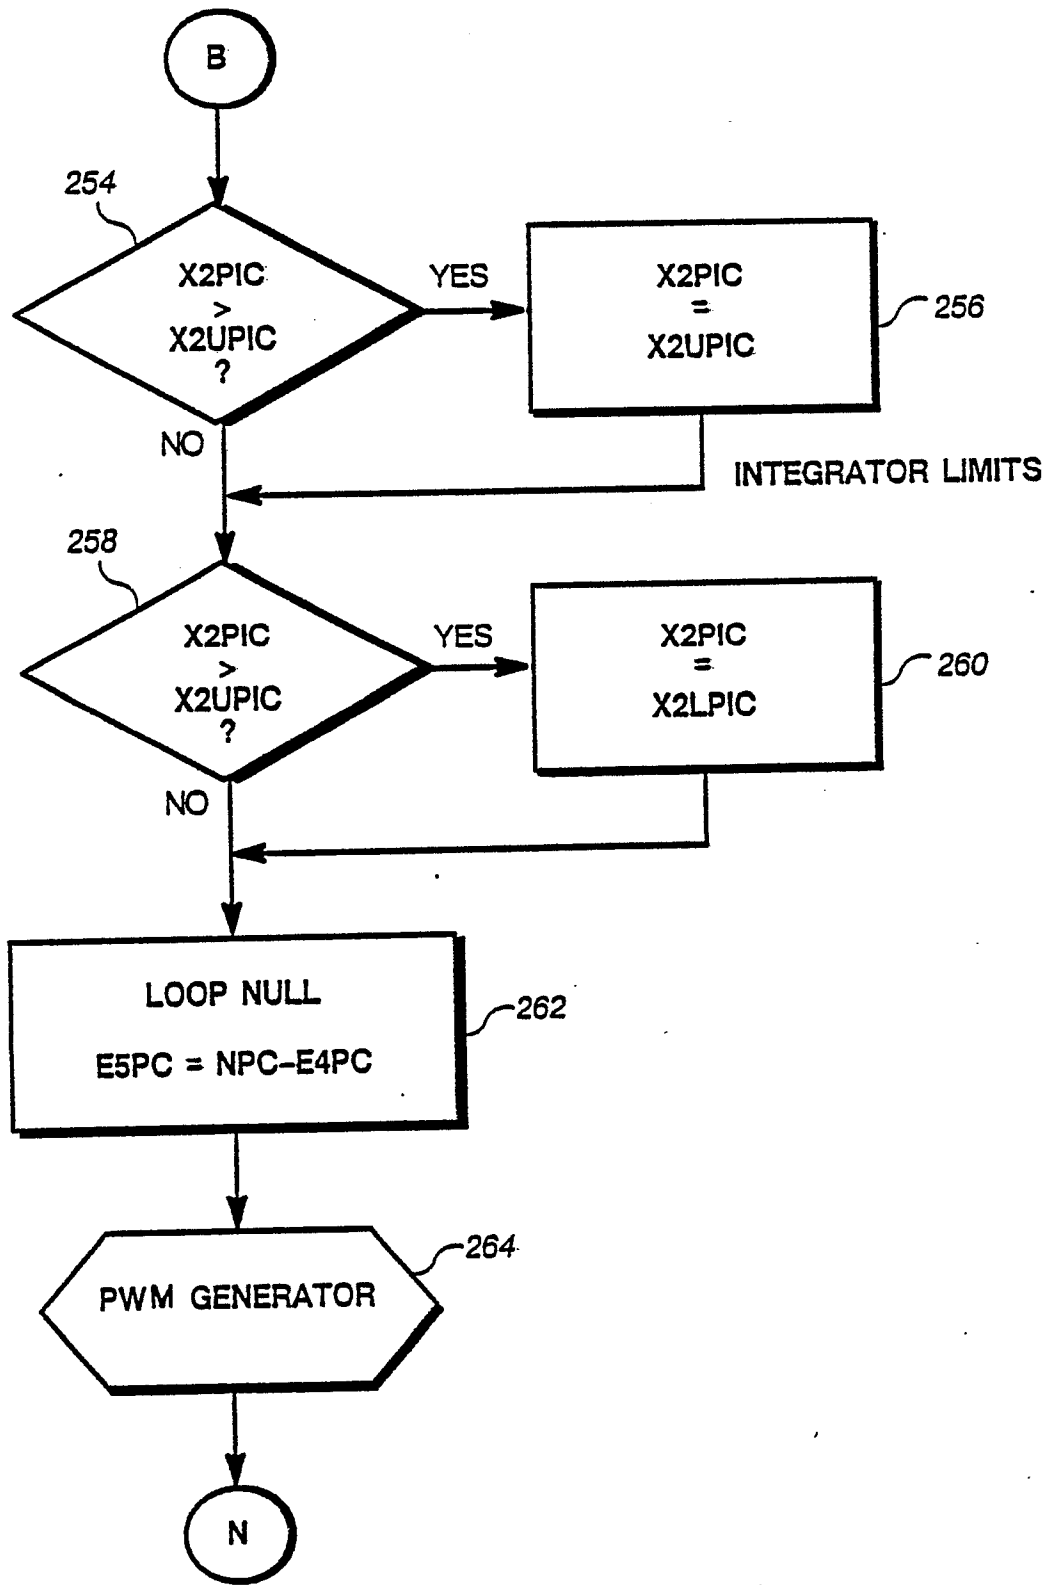 B
254
X2PIC
>
X2UPIC
?
YES
X2PIC
=
X2UPIC
256
NO
INTEGRATOR LIMITS
258
X2PIC
>
X2UPIC
?
YES
X2PIC
=
X2LPIC
260
NO
LOOP NULL
E5PC = NPC–E4PC
262
PWM GENERATOR
264
N